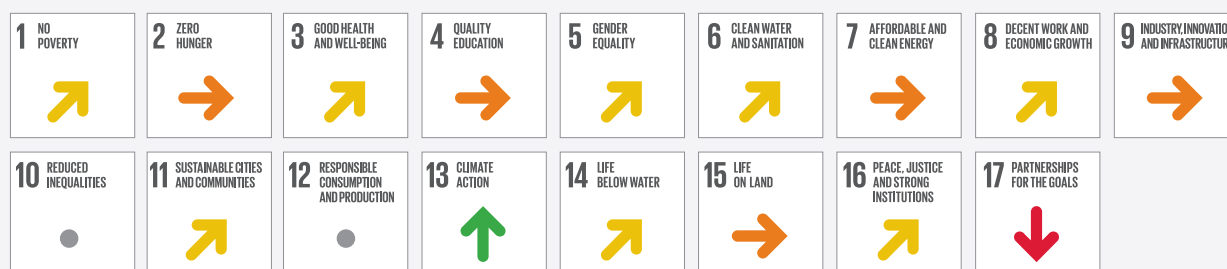 1 NO
POVERTY
2 ZERO
HUNGER
3 GOOD HEALTH
AND WELL-BEING
4 QUALITY
EDUCATION
5 GENDER
EQUALITY
6 CLEAN WATER
AND SANITATION
7 AFFORDABLE AND
CLEAN ENERGY
8 DECENT WORK AND
ECONOMIC GROWTH
9 INDUSTRY, INNOVATIO
AND INFRASTRUCTUR
10 REDUCED
INEQUALITIES
11 SUSTAINABLE CITIES
AND COMMUNITIES
12 RESPONSIBLE
CONSUMPTION
AND PRODUCTION
13 CLIMATE
ACTION
14 LIFE
BELOW WATER
15 LIFE
ON LAND
16 PEACE, JUSTICE
AND STRONG
INSTITUTIONS
17 PARTNERSHIPS
FOR THE GOALS